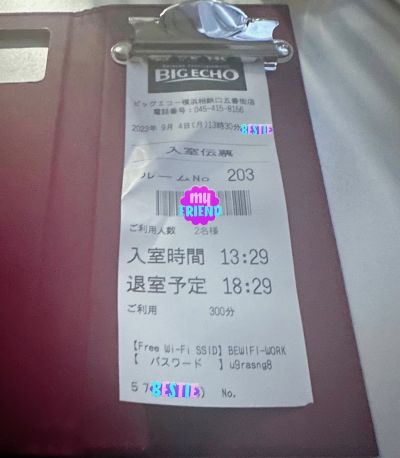 BIG ECHO
ビッグエコー横浜相鉄口五番街店
電話番号:045-415-8156
2023年 9月 4日(月)13時30分
BESTIE
入室伝票
ルームNo 203
my
FRIEND
ご利用人数 2名様
入室時間 13:29
退室予定 18:29
ご利用 300分
【Free Wi-Fi SSID】BEWIFI-WORK
【 パスワード 】uGrasng8
57
BESTIE
) No.